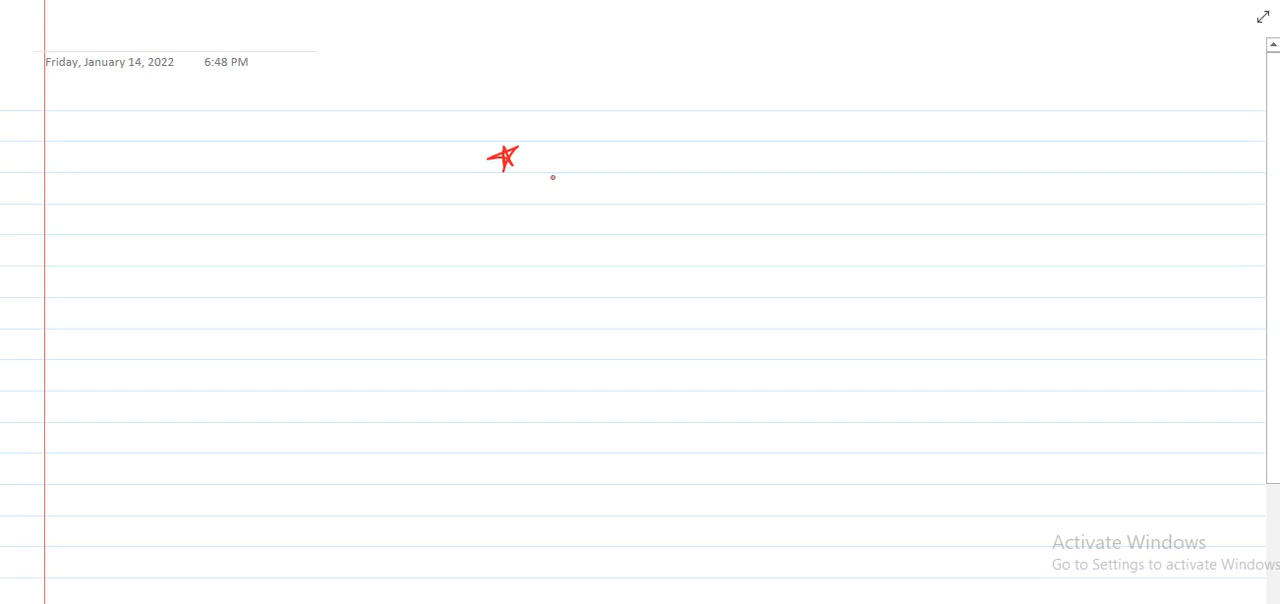 Friday, January 14, 2022 6:48 PM
Activate Windows
Go to Settings to activate Windows